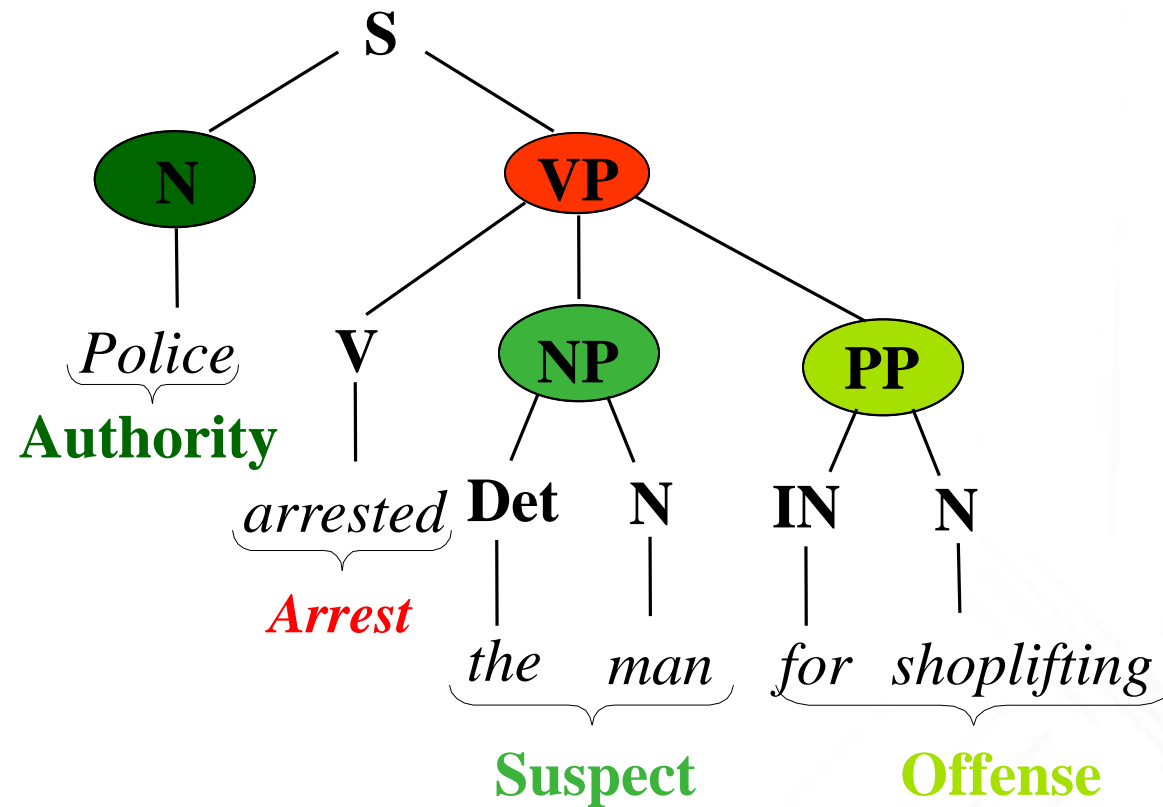 S
N VP
Police V NP PP
Authority
arrested Det N IN N
Arrest
the man for shoplifting
Suspect Offense